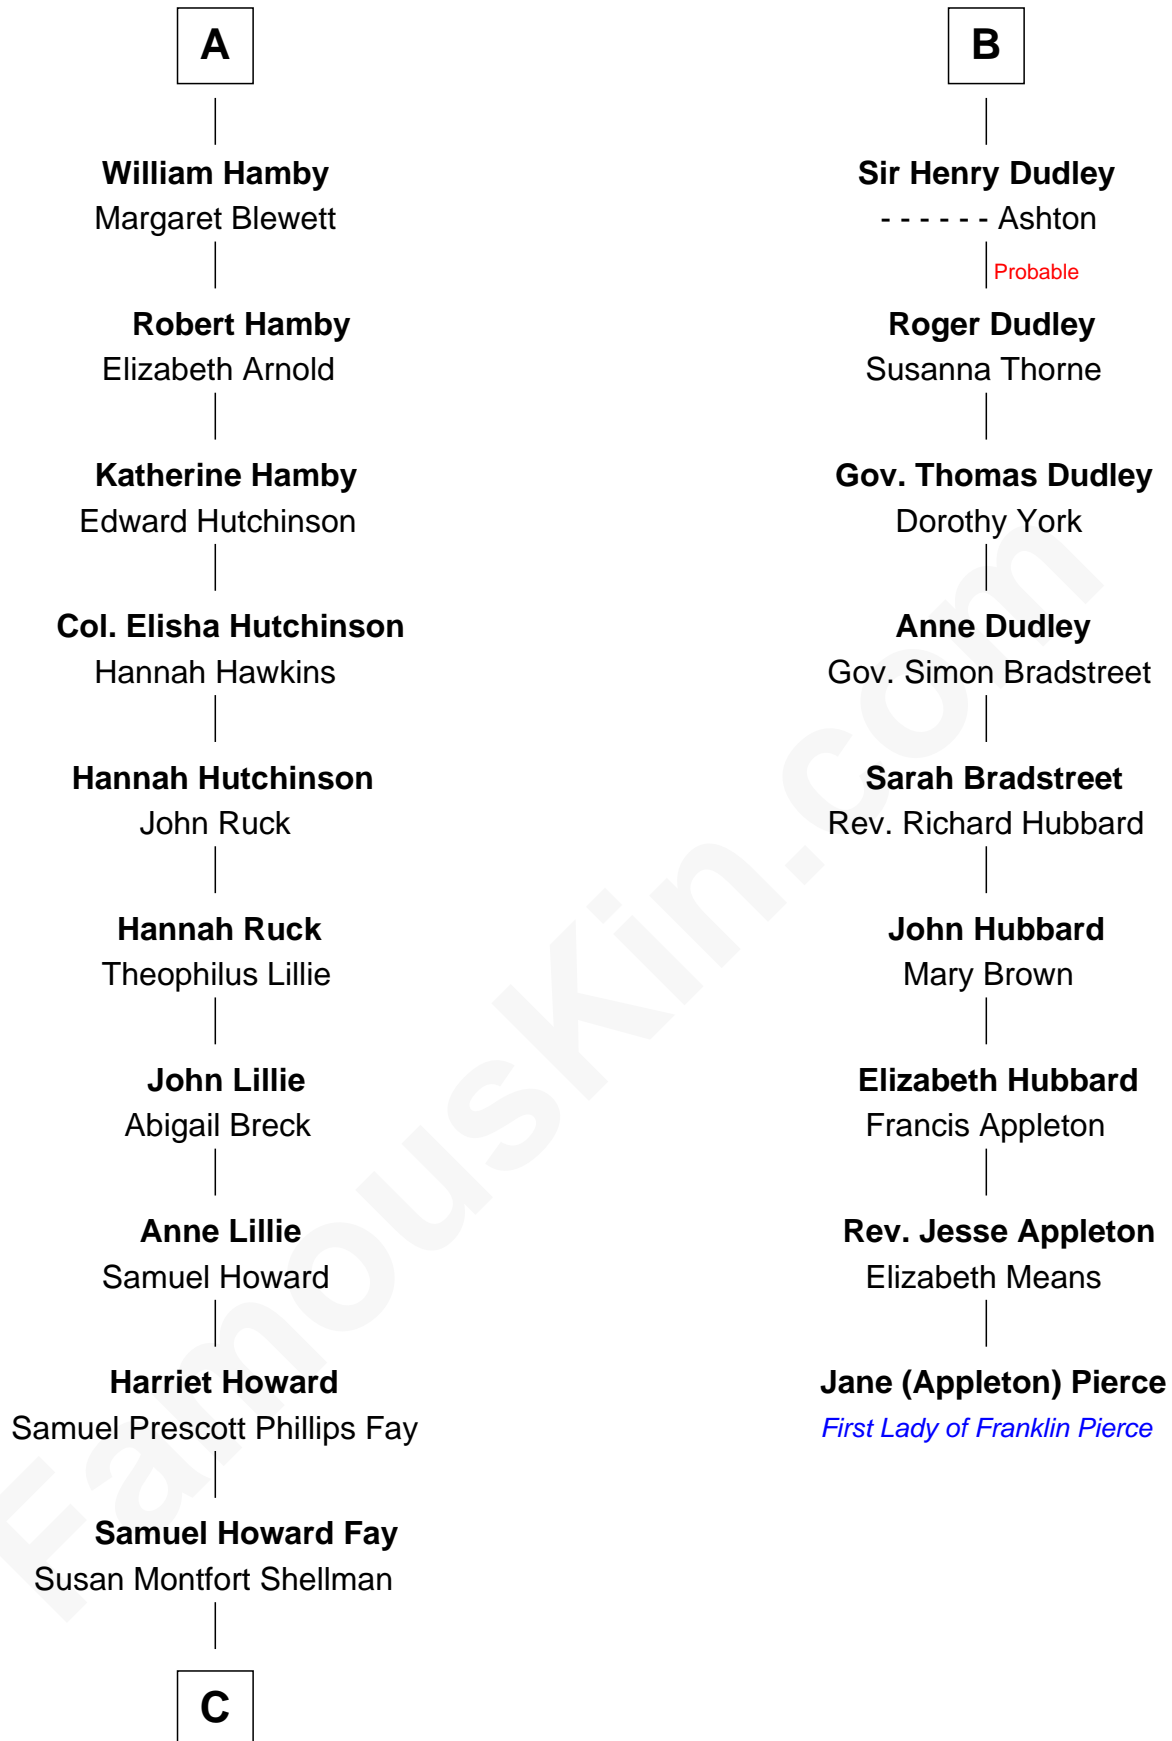 A
William Hamby
Margaret Blewett
Robert Hamby
Elizabeth Arnold
Katherine Hamby
Edward Hutchinson
Col. Elisha Hutchinson
Hannah Hawkins
Hannah Hutchinson
John Ruck
Hannah Ruck
Theophilus Lillie
John Lillie
Abigail Breck
Anne Lillie
Samuel Howard
Harriet Howard
Samuel Prescott Phillips Fay
Samuel Howard Fay
Susan Montfort Shellman
C
B
Sir Henry Dudley
- - - - - - Ashton
Probable
Roger Dudley
Susanna Thorne
Gov. Thomas Dudley
Dorothy York
Anne Dudley
Gov. Simon Bradstreet
Sarah Bradstreet
Rev. Richard Hubbard
John Hubbard
Mary Brown
Elizabeth Hubbard
Francis Appleton
Rev. Jesse Appleton
Elizabeth Means
Jane (Appleton) Pierce
First Lady of Franklin Pierce
FamousKin.com